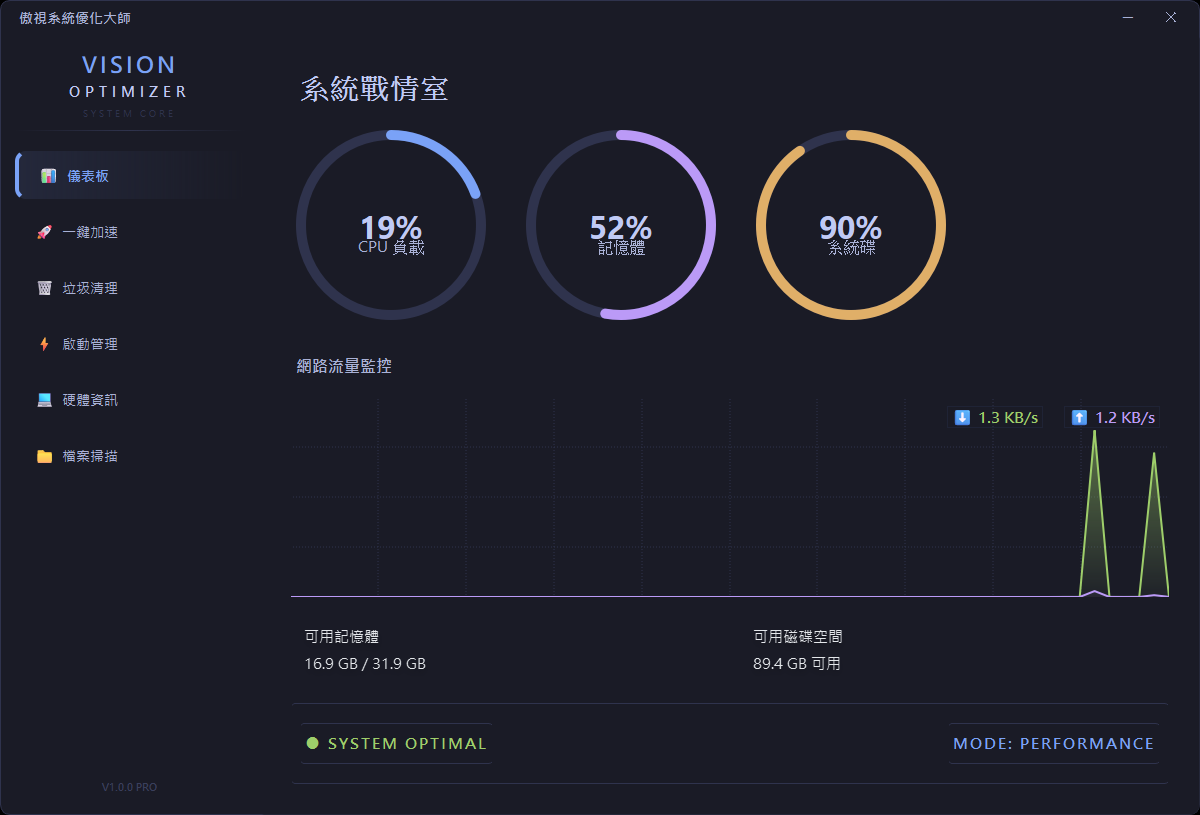 傲視系統優化大師
VISION
OPTIMIZER
SYSTEM CORE
儀表板
一鍵加速
垃圾清理
啟動管理
硬體資訊
檔案掃描
V1.0.0 PRO
系統戰情室
19%
CPU 負載
52%
記憶體
90%
系統碟
網路流量監控
1.3 KB/s
1.2 KB/s
可用記憶體
16.9 GB / 31.9 GB
可用磁碟空間
89.4 GB 可用
SYSTEM OPTIMAL
MODE: PERFORMANCE